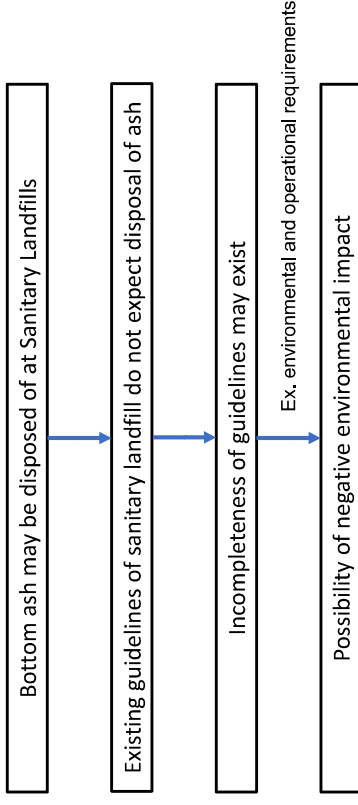 Bottom ash may be disposed of at Sanitary Landfills
Existing guidelines of sanitary landfill do not expect disposal of ash
Incompleteness of guidelines may exist
Ex. environmental and operational requirements
Possibility of negative environmental impact